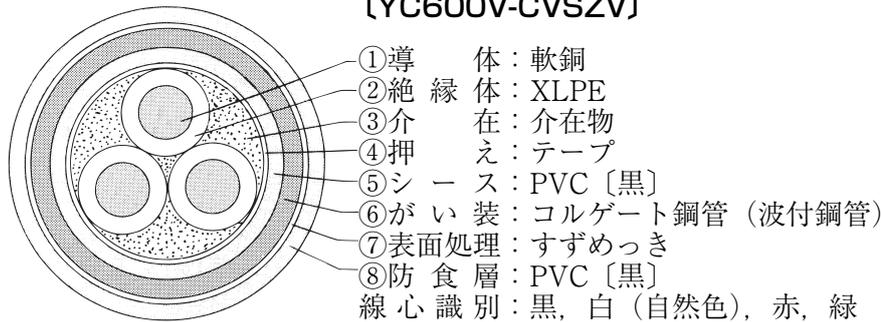 〔YC600V-CVSZV〕
①導体：軟銅
②絶縁体：XLPE
③介在：介在物
④押え：テープ
⑤シース：PVC〔黒〕
⑥がい装：コルゲート鋼管（波付鋼管）
⑦表面処理：すずめっき
⑧防食層：PVC〔黒〕
線心識別：黒，白（自然色），赤，緑